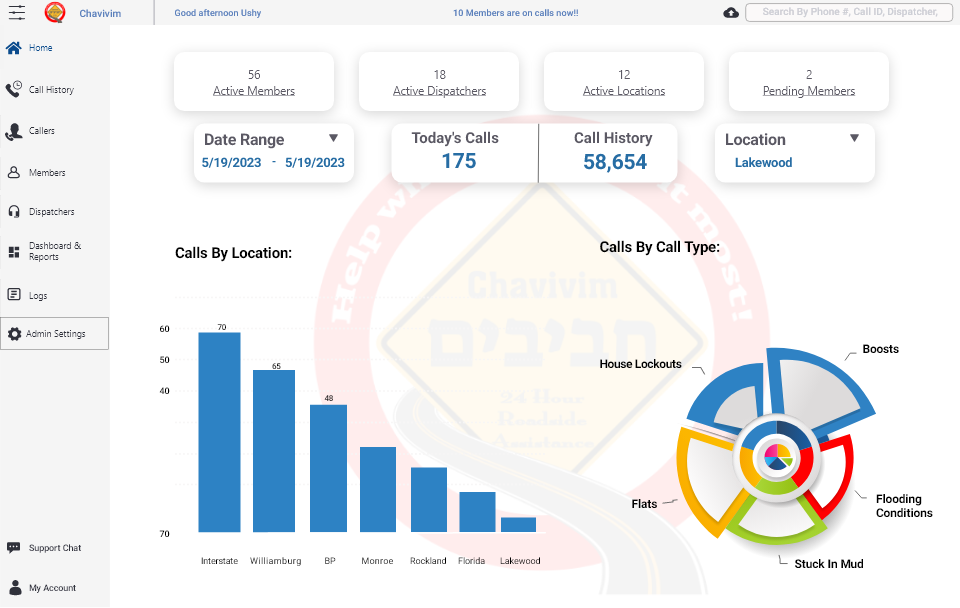 Chavivim
Good afternoon Ushy
10 Members are on calls now!!
Search By Phone #, Call ID, Dispatcher,
Home
Call History
Callers
Members
Dispatchers
Dashboard &
Reports
Logs
Admin Settings
Support Chat
My Account
56
Active Members
18
Active Dispatchers
12
Active Locations
2
Pending Members
Date Range
5/19/2023 - 5/19/2023
Today's Calls
175
Call History
58,654
Location
Lakewood
Calls By Location:
60
50
40
70
70
65
48
Interstate
Williamburg
BP
Monroe
Rockland
Florida
Lakewood
Calls By Call Type:
House Lockouts
Boosts
Flats
Flooding
Conditions
Stuck In Mud
Chavivim
חביבים
24 Hour
Roadside
Assistance
most!